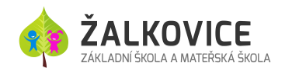 ŽALKOVICE
ZÁKLADNÍ ŠKOLA A MATEŘSKÁ ŠKOLA